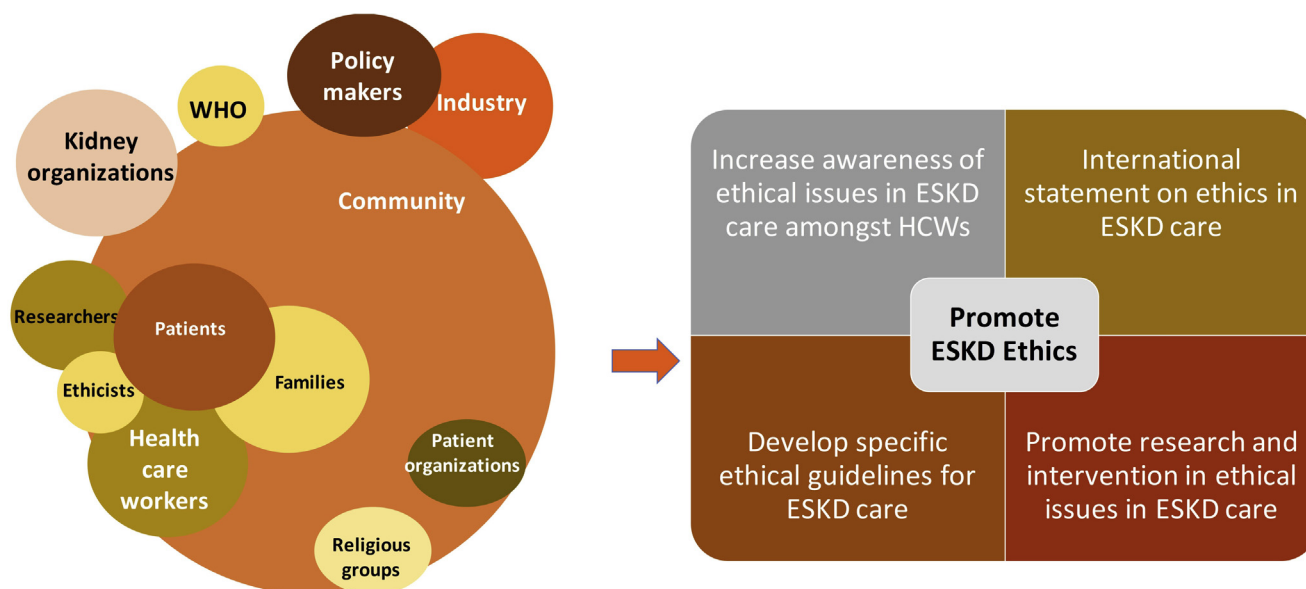 Policy
makers
Industry
WHO
Kidney
organizations
Community
Researchers
Patients
Ethicists
Families
Health
care
workers
Patient
organizations
Religious
groups
Increase awareness of
ethical issues in ESKD
care amongst HCWs
International
statement on ethics in
ESKD care
Promote
ESKD Ethics
Develop specific
ethical guidelines for
ESKD care
Promote research and
intervention in ethical
issues in ESKD care